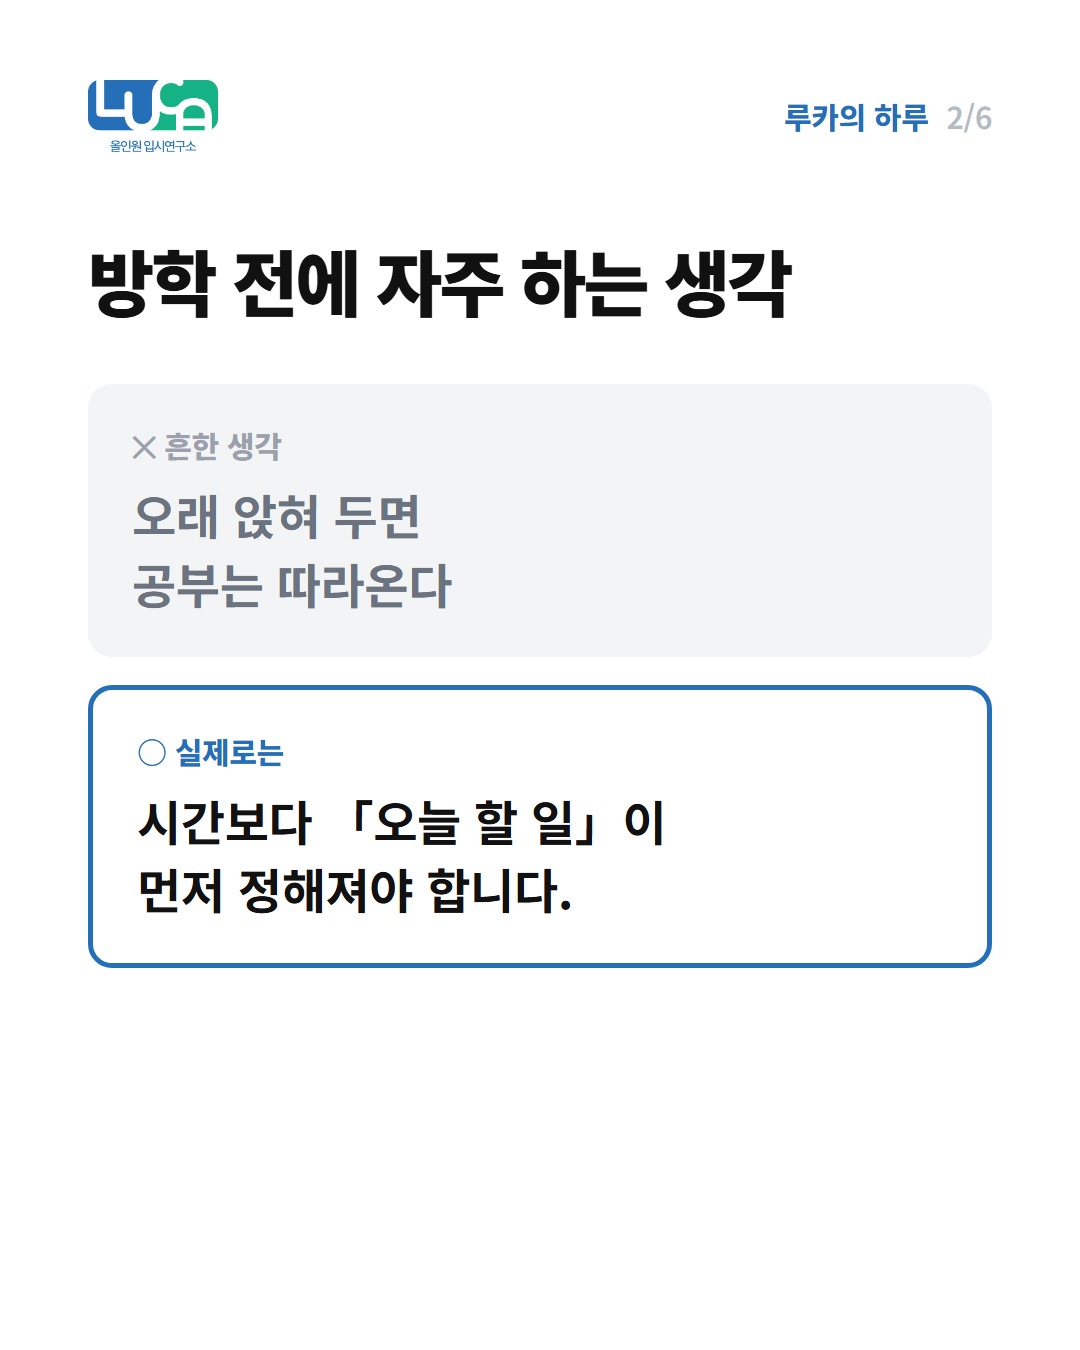 LUCA
올인원 입시연구소
루카의 하루 2/6
방학 전에 자주 하는 생각
× 흔한 생각
오래 앉혀 두면
공부는 따라온다
○ 실제로는
시간보다 「오늘 할 일」이
먼저 정해져야 합니다.